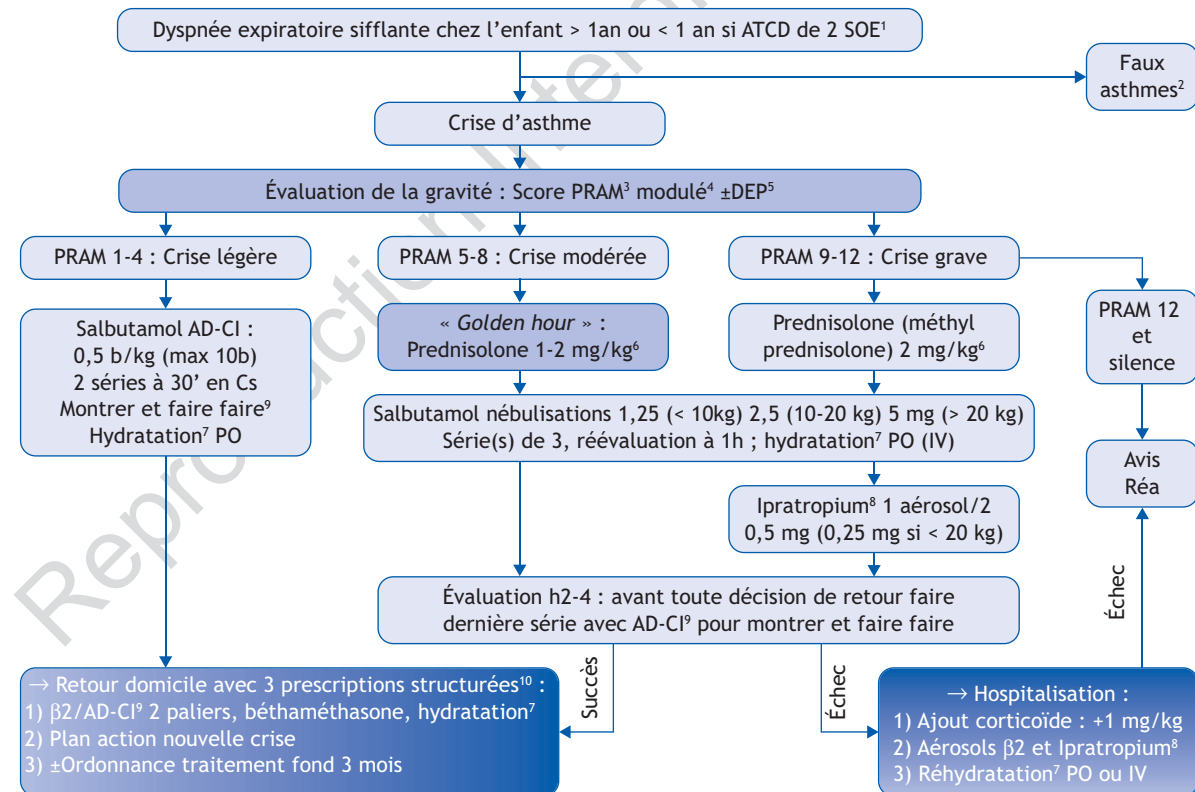 Dyspnée expiratoire sifflante chez l’enfant > 1an ou < 1 an si ATCD de 2 SOE¹
Faux
asthmes²
Crise d’asthme
Évaluation de la gravité : Score PRAM³ modulé⁴ ±DEP⁵
PRAM 1-4 : Crise légère
PRAM 5-8 : Crise modérée
PRAM 9-12 : Crise grave
PRAM 12
et
silence
Salbutamol AD-CI :
0,5 b/kg (max 10b)
2 séries à 30’ en Cs
Montrer et faire faire⁹
Hydratation⁷ PO
« Golden hour » :
Prednisolone 1-2 mg/kg⁶
Prednisolone (méthyl
prednisolone) 2 mg/kg⁶
Salbutamol nébulisations 1,25 (< 10kg) 2,5 (10-20 kg) 5 mg (> 20 kg)
Série(s) de 3, réévaluation à 1h ; hydratation⁷ PO (IV)
Avis
Réa
Ipratropium⁸ 1 aérosol/2
0,5 mg (0,25 mg si < 20 kg)
Évaluation h2-4 : avant toute décision de retour faire
dernière série avec AD-CI⁹ pour montrer et faire faire
Échec
Succès
Échec
→ Retour domicile avec 3 prescriptions structurées¹⁰ :
1) β2/AD-CI⁹ 2 paliers, béthaméthasone, hydratation⁷
2) Plan action nouvelle crise
3) ±Ordonnance traitement fond 3 mois
→ Hospitalisation :
1) Ajout corticoïde : +1 mg/kg
2) Aérosols β2 et Ipratropium⁸
3) Réhydratation⁷ PO ou IV